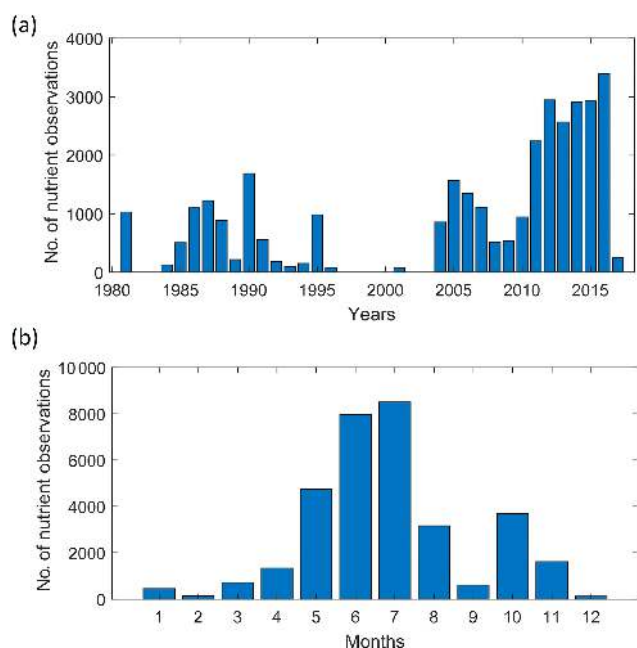 (a)
No. of nutrient observations
4000
3000
2000
1000
0
1980 1985 1990 1995 2000 2005 2010 2015
Years
(b)
No. of nutrient observations
10 000
8000
6000
4000
2000
0
1 2 3 4 5 6 7 8 9 10 11 12
Months